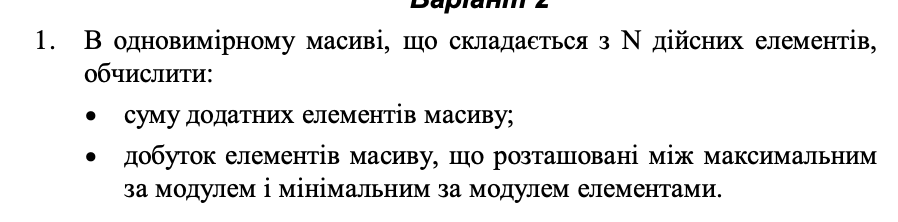 Варіант 2
1. В одновимірному масиві, що складається з N дійсних елементів,
обчислити:
• суму додатних елементів масиву;
• добуток елементів масиву, що розташовані між максимальним
за модулем і мінімальним за модулем елементами.